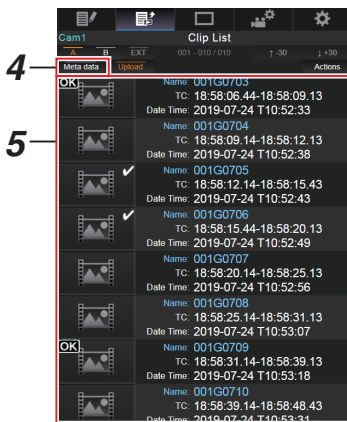 Cam1 Clip List
A B EXT 001 - 010 / 010 ↑-30 ↓+30
4
Meta data Upload Actions
5
OK
Name: 001G0703
TC: 18:58:06.44-18:58:09.13
Date Time: 2019-07-24 T10:52:33
Name: 001G0704
TC: 18:58:09.14-18:58:12.13
Date Time: 2019-07-24 T10:52:38
Name: 001G0705
TC: 18:58:12.14-18:58:15.43
Date Time: 2019-07-24 T10:52:43
Name: 001G0706
TC: 18:58:15.44-18:58:20.13
Date Time: 2019-07-24 T10:52:49
Name: 001G0707
TC: 18:58:20.14-18:58:25.13
Date Time: 2019-07-24 T10:52:56
Name: 001G0708
TC: 18:58:25.14-18:58:31.13
Date Time: 2019-07-24 T10:53:07
OK
Name: 001G0709
TC: 18:58:31.14-18:58:39.13
Date Time: 2019-07-24 T10:53:18
Name: 001G0710
TC: 18:58:39.14-18:58:48.43
Date Time: 2019-07-24 T10:53:31